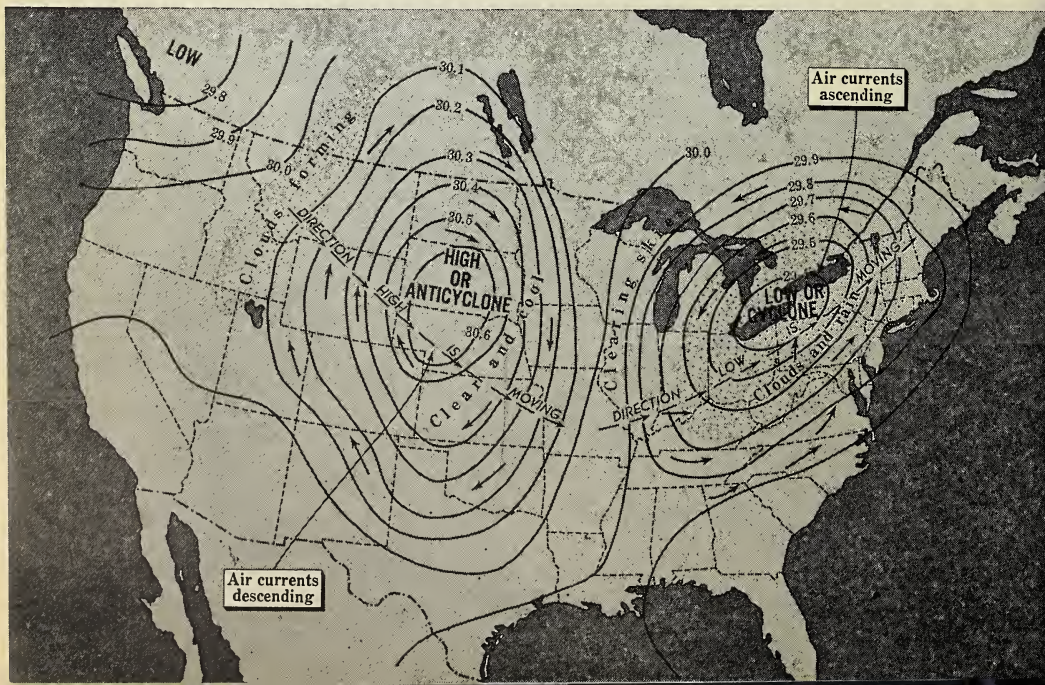 LOW
29.8
29.9
30.0
Clouds forming
30.1
30.2
30.3
30.4
30.5
HIGH
OR
ANTICYCLONE
30.6
DIRECTION HIGH IS MOVING
Clear and cool
Air currents
descending
Clearing skies
30.0
29.9
29.8
29.7
29.6
29.5
LOW OR
CYCLONE
DIRECTION LOW IS MOVING
Clouds and rain
Air currents
ascending